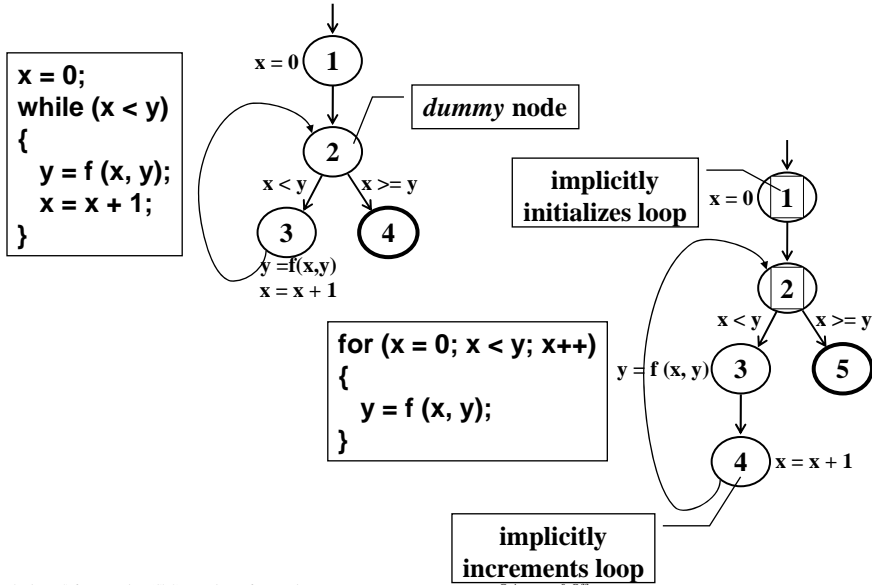 x = 0;
while (x < y)
{
y = f (x, y);
x = x + 1;
}
x = 0
1
dummy node
2
x < y
x >= y
3
4
y =f(x,y)
x = x + 1
implicitly
initializes loop
x = 0
1
2
x < y
x >= y
for (x = 0; x < y; x++)
{
y = f (x, y);
}
y = f (x, y)
3
5
4
x = x + 1
implicitly
increments loop